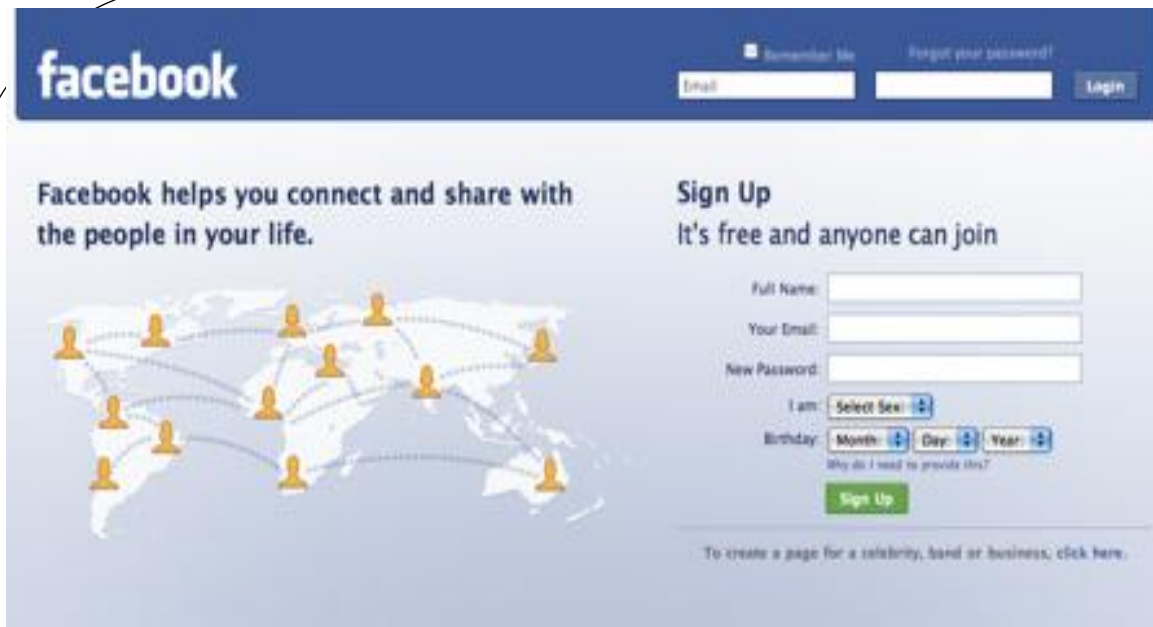 facebook
Remember Me
Forgot your password?
Email
Login
Facebook helps you connect and share with
the people in your life.
Sign Up
It's free and anyone can join
Full Name:
Your Email:
New Password:
I am: Select Sex:
Birthday: Month: Day: Year:
Why do I need to provide this?
Sign Up
To create a page for a celebrity, band or business, click here.